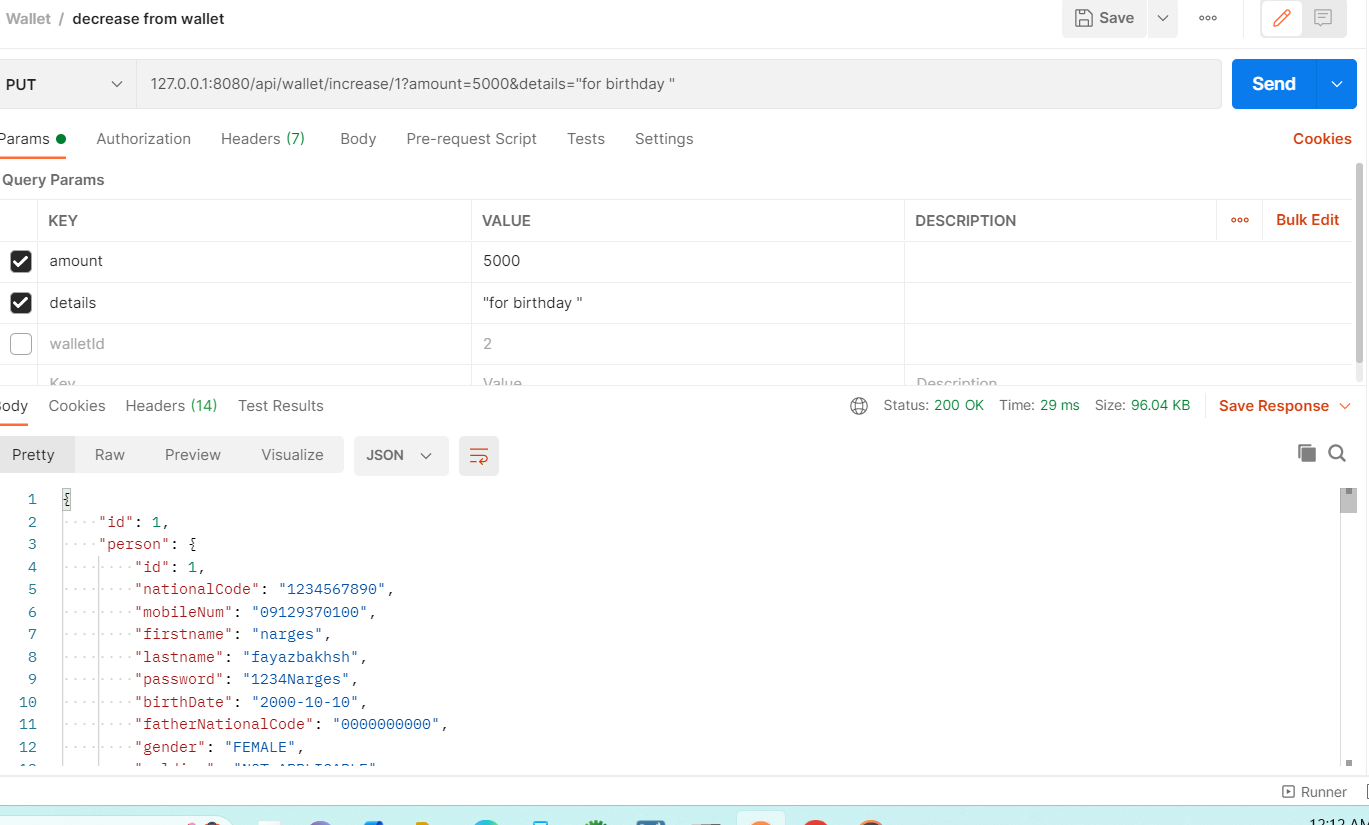 Wallet / decrease from wallet
Save
PUT
127.0.0.1:8080/api/wallet/increase/1?amount=5000&details="for birthday "
Send
Params
Authorization
Headers (7)
Body
Pre-request Script
Tests
Settings
Cookies
Query Params
KEY VALUE DESCRIPTION
Bulk Edit
amount 5000
details "for birthday "
walletId 2
Key Value Description
Body Cookies Headers (14) Test Results
Status: 200 OK Time: 29 ms Size: 96.04 KB
Save Response
Pretty Raw Preview Visualize
JSON
1 {
2 "id": 1,
3 "person": {
4 "id": 1,
5 "nationalCode": "1234567890",
6 "mobileNum": "09129370100",
7 "firstname": "narges",
8 "lastname": "fayazbakhsh",
9 "password": "1234Narges",
10 "birthDate": "2000-10-10",
11 "fatherNationalCode": "0000000000",
12 "gender": "FEMALE",
Runner
12:12 AM